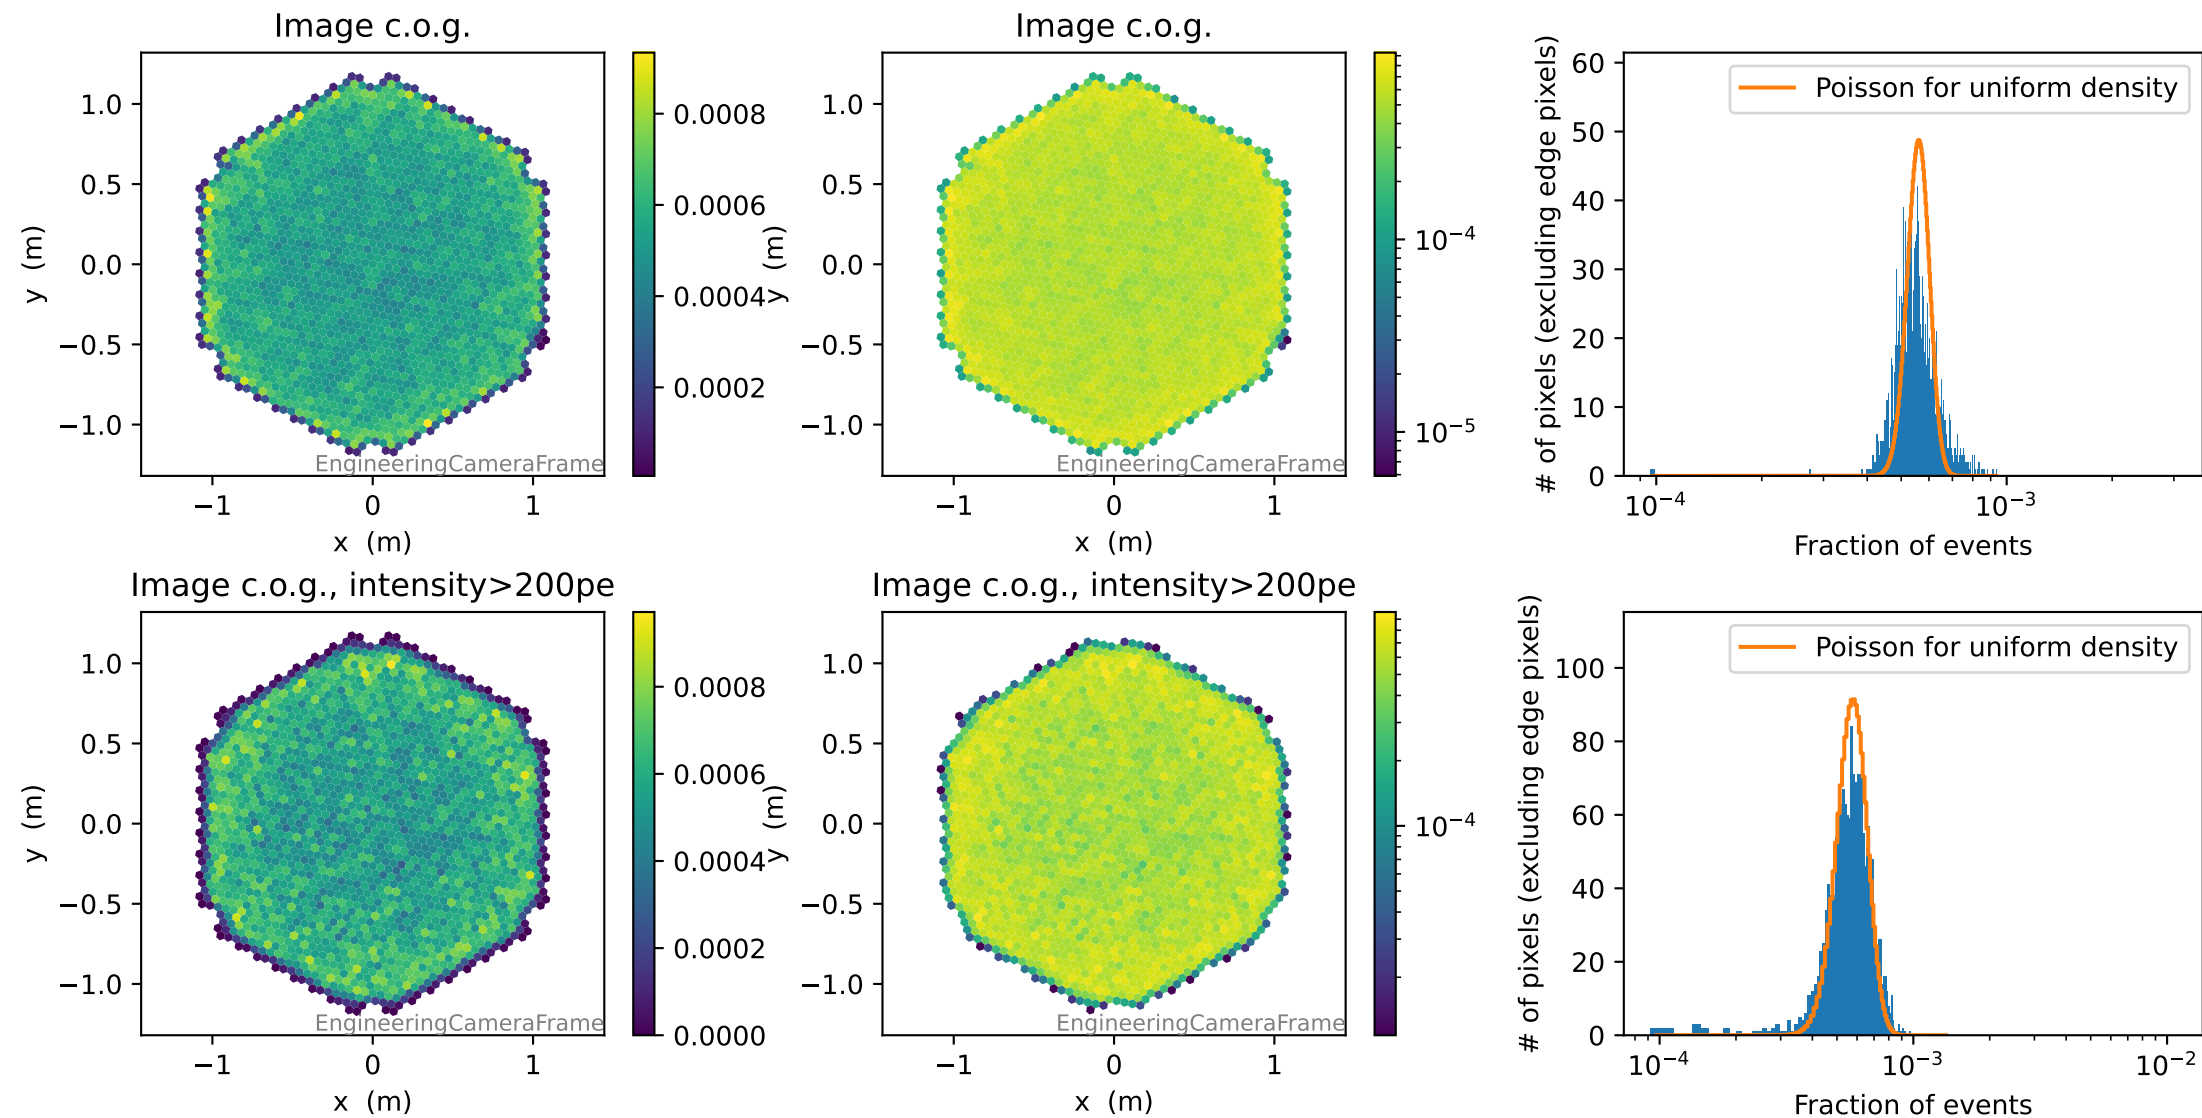 Image c.o.g.
y (m)
1.0
0.5
0.0
−0.5
−1.0
EngineeringCameraFrame
−1
0
1
x (m)
0.0008
0.0006
0.0004
0.0002
Image c.o.g.
y (m)
1.0
0.5
0.0
−0.5
−1.0
EngineeringCameraFrame
−1
0
1
x (m)
10⁻⁴
10⁻⁵
# of pixels (excluding edge pixels)
60
50
40
30
20
10
0
Poisson for uniform density
10⁻⁴
10⁻³
Fraction of events
Image c.o.g., intensity>200pe
y (m)
1.0
0.5
0.0
−0.5
−1.0
EngineeringCameraFrame
−1
0
1
x (m)
0.0008
0.0006
0.0004
0.0002
0.0000
Image c.o.g., intensity>200pe
y (m)
1.0
0.5
0.0
−0.5
−1.0
EngineeringCameraFrame
−1
0
1
x (m)
10⁻⁴
# of pixels (excluding edge pixels)
100
80
60
40
20
0
Poisson for uniform density
10⁻⁴
10⁻³
10⁻²
Fraction of events